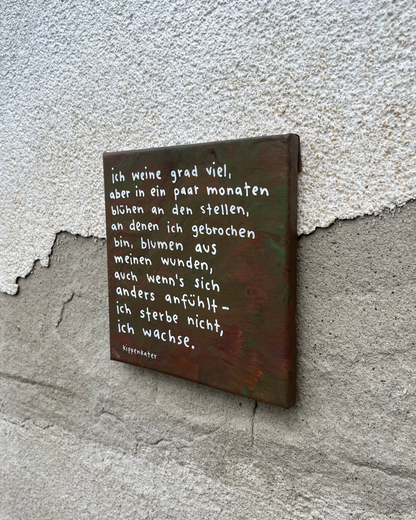 ich weine grad viel,
aber in ein paar monaten
blühen an den stellen,
an denen ich gebrochen
bin, blumen aus
meinen wunden,
auch wenn's sich
anders anfühlt-
ich sterbe nicht,
ich wachse.
kippenkater